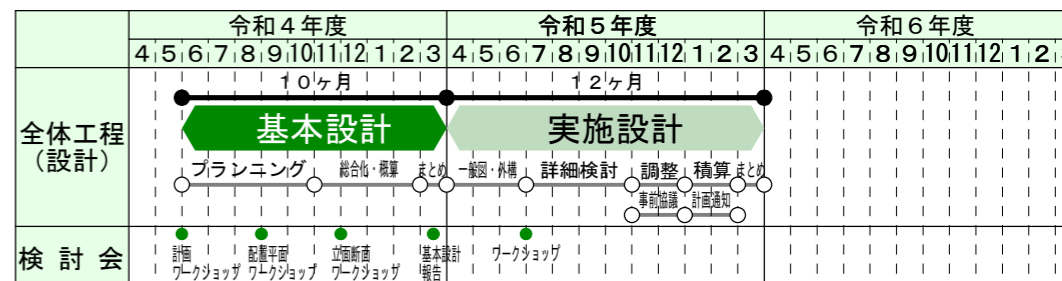 令和４年度 令和５年度 令和６年度
4 5 6 7 8 9 10 11 12 1 2 3 4 5 6 7 8 9 10 11 12 1 2 3 4 5 6 7 8 9 10 11 12 1 2
１０ヶ月 １２ヶ月
全体工程
（設計）
基本設計 実施設計
プランニング 総合化・概算 まとめ 一般図・外構 詳細検討 調整 積算 まとめ
事前協議 計画通知
検討会
計画
ワークショップ
配置平面
ワークショップ
立面断面
ワークショップ
基本設計
報告
ワークショップ